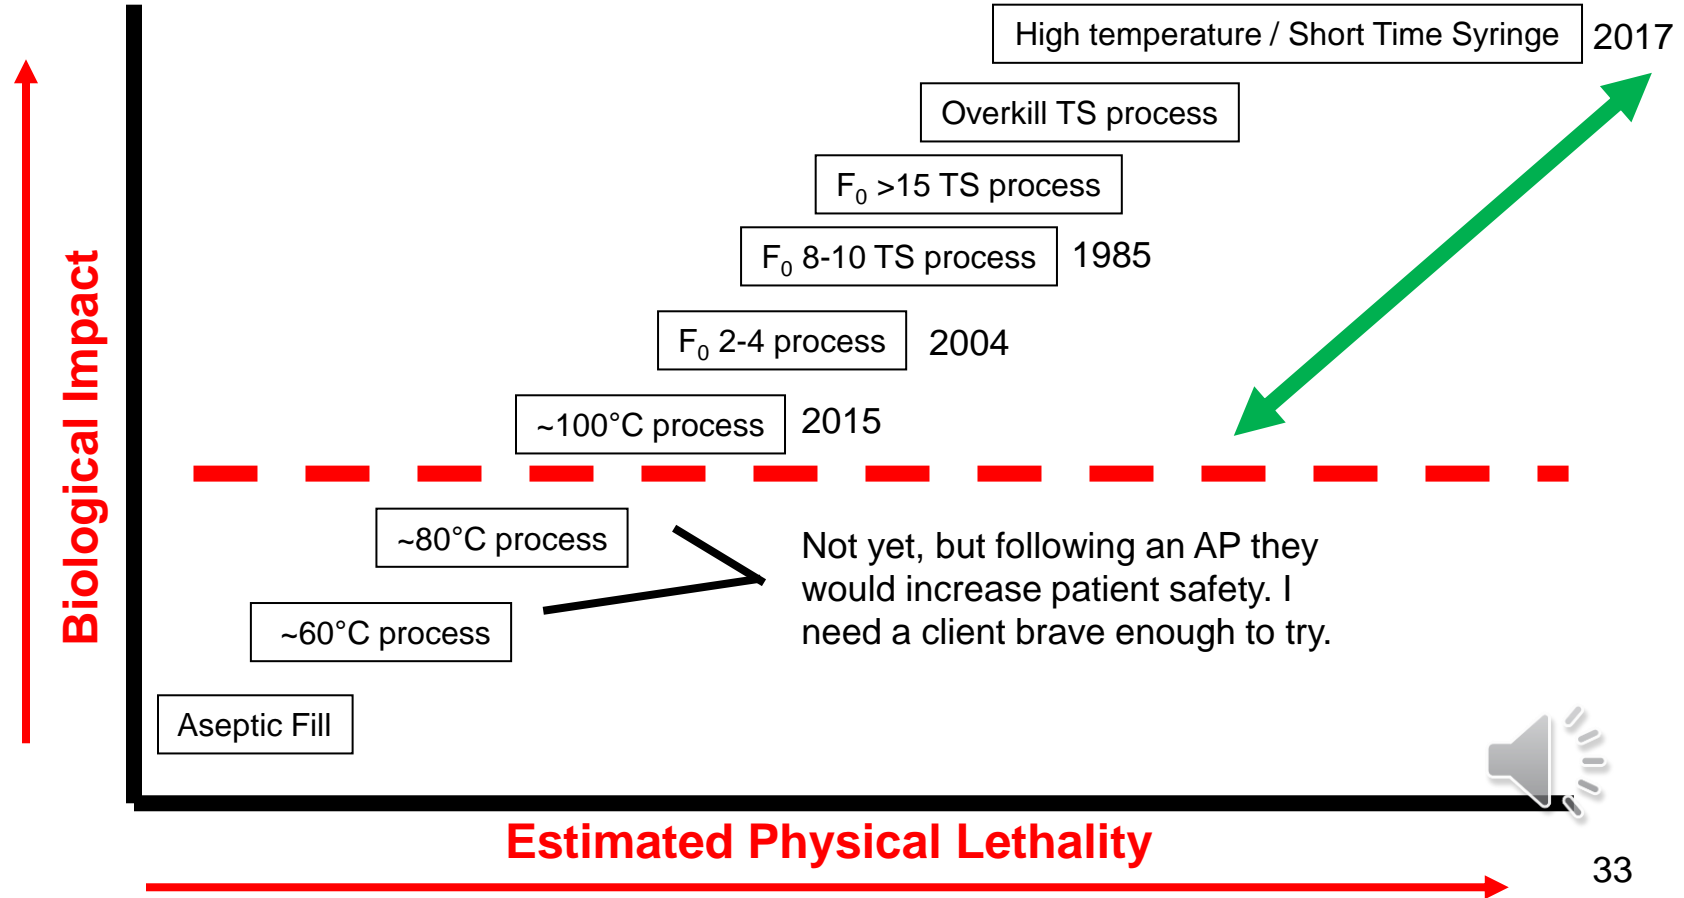 High temperature / Short Time Syringe 2017
Overkill TS process
F₀ >15 TS process
F₀ 8-10 TS process 1985
F₀ 2-4 process 2004
~100°C process 2015
~80°C process
~60°C process
Not yet, but following an AP they
would increase patient safety. I
need a client brave enough to try.
Aseptic Fill
Biological Impact
Estimated Physical Lethality
33